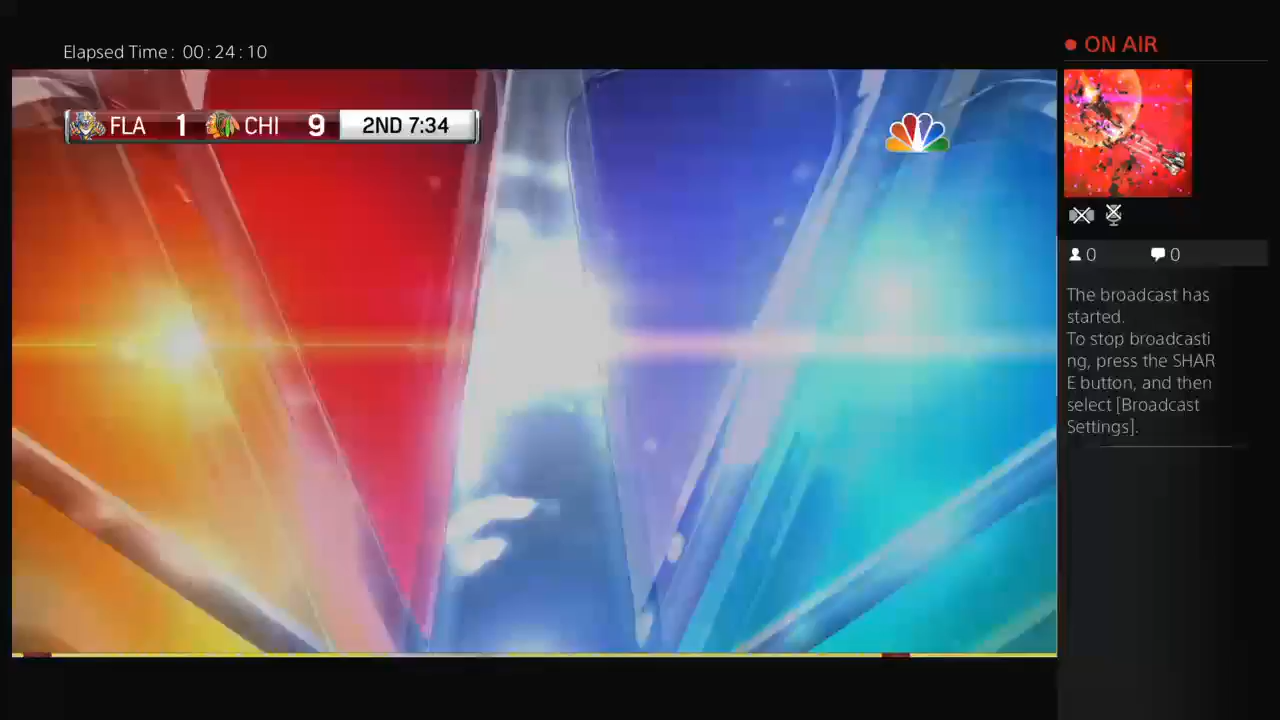 Elapsed Time: 00:24:10
ON AIR
FLA 1 CHI 9 2ND 7:34
0 0
The broadcast has
started.
To stop broadcasti
ng, press the SHAR
E button, and then
select [Broadcast
Settings].